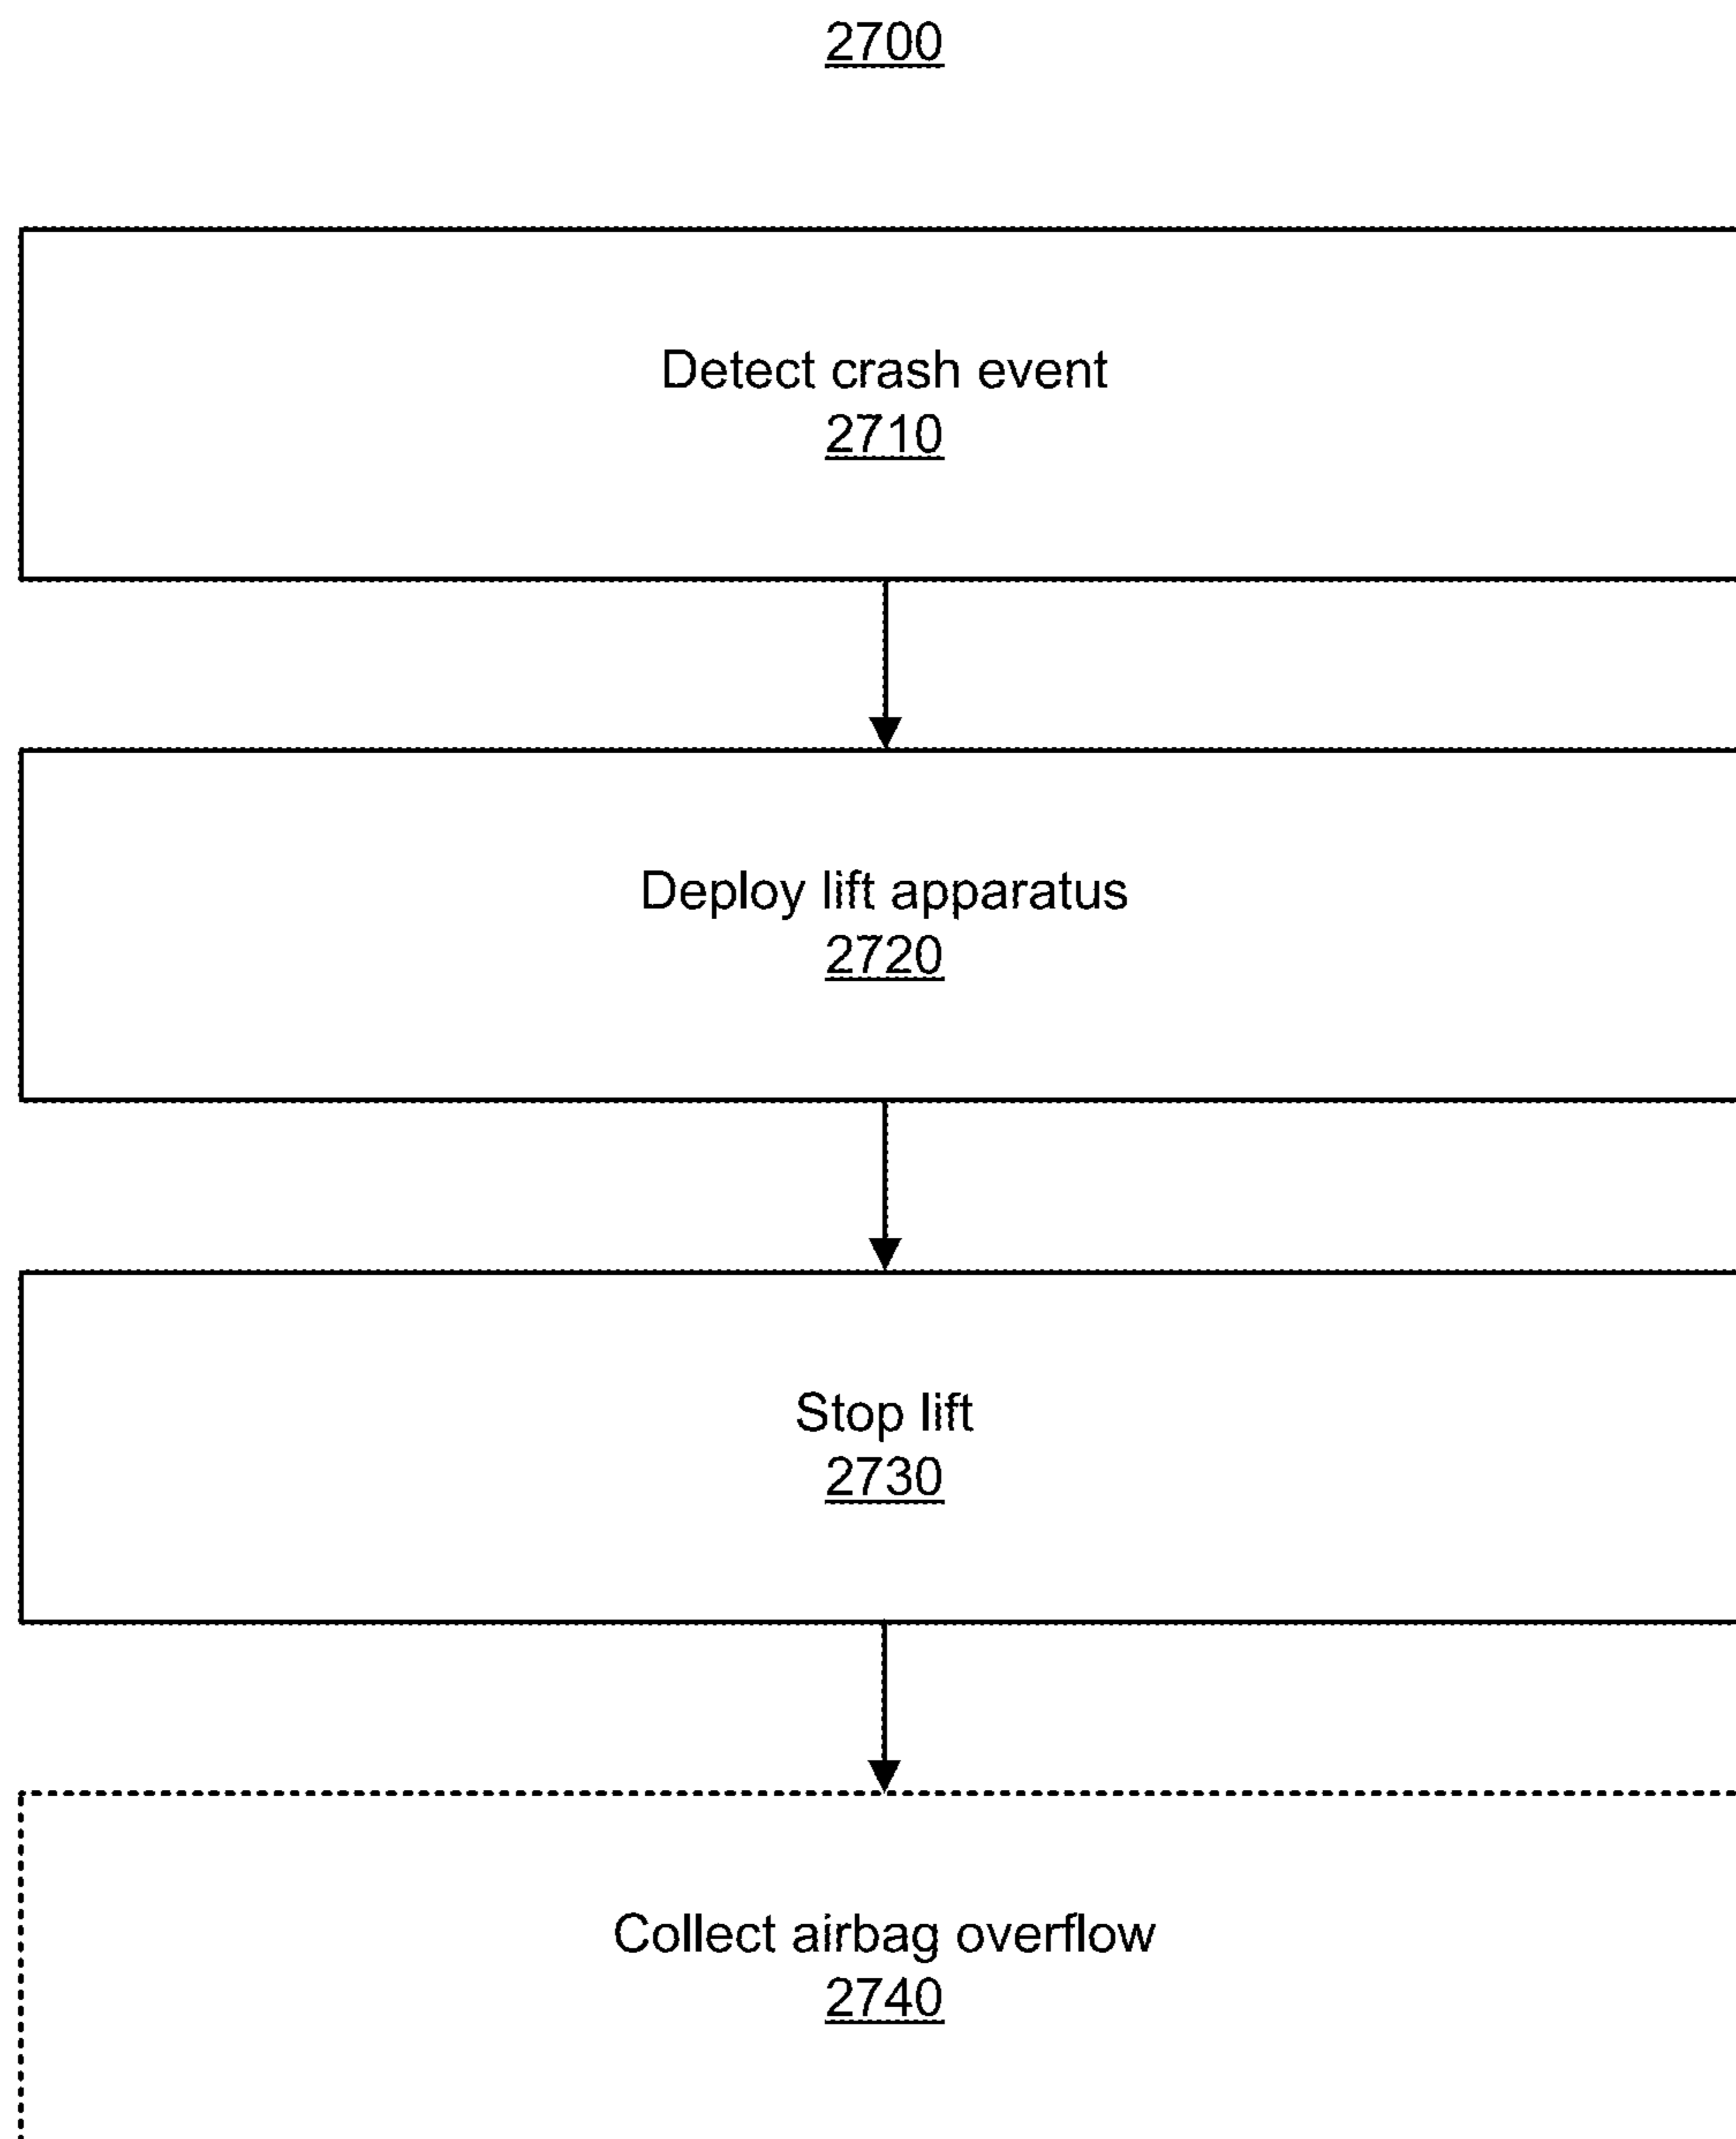 2700
Detect crash event
2710
Deploy lift apparatus
2720
Stop lift
2730
Collect airbag overflow
2740